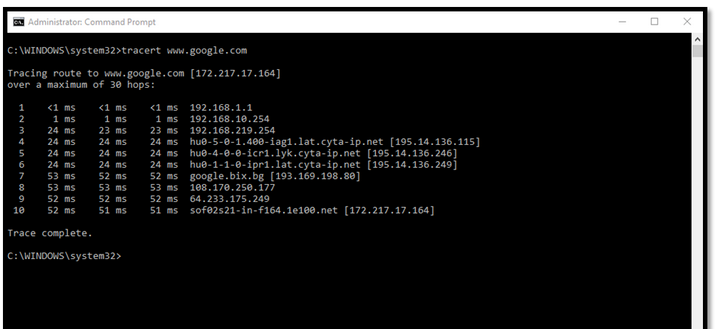 Administrator: Command Prompt
C:\WINDOWS\system32>tracert www.google.com
Tracing route to www.google.com [172.217.17.164]
over a maximum of 30 hops:
1 <1 ms <1 ms <1 ms 192.168.1.1
2 1 ms 1 ms 1 ms 192.168.10.254
3 24 ms 23 ms 23 ms 192.168.219.254
4 24 ms 24 ms 24 ms hu0-5-0-1.400-iag1.lat.cyta-ip.net [195.14.136.115]
5 24 ms 24 ms 24 ms hu0-4-0-0-icr1.lyk.cyta-ip.net [195.14.136.246]
6 24 ms 24 ms 24 ms hu0-1-1-0-ipr1.lat.cyta-ip.net [195.14.136.249]
7 53 ms 52 ms 52 ms google.bix.bg [193.169.198.80]
8 53 ms 53 ms 53 ms 108.170.250.177
9 52 ms 52 ms 52 ms 64.233.175.249
10 52 ms 51 ms 51 ms sof02s21-in-f164.1e100.net [172.217.17.164]
Trace complete.
C:\WINDOWS\system32>